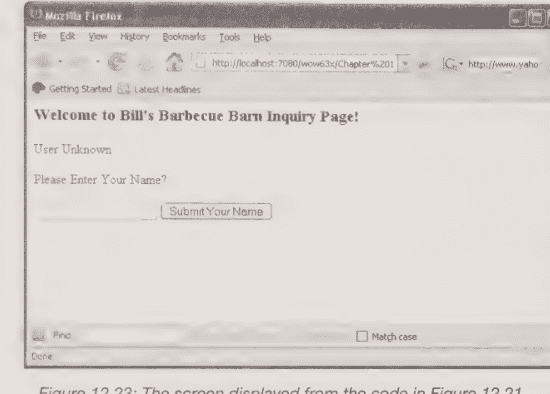 Mozilla Firefox
File Edit View History Bookmarks Tools Help
http://localhost:7080/wow63x/Chapter%201 G http://www.yaho
Getting Started Latest Headlines
Welcome to Bill's Barbecue Barn Inquiry Page!
User Unknown
Please Enter Your Name?
Submit Your Name
Find: Match case
Done
Figure 12.23: The screen displayed from the code in Figure 12.21